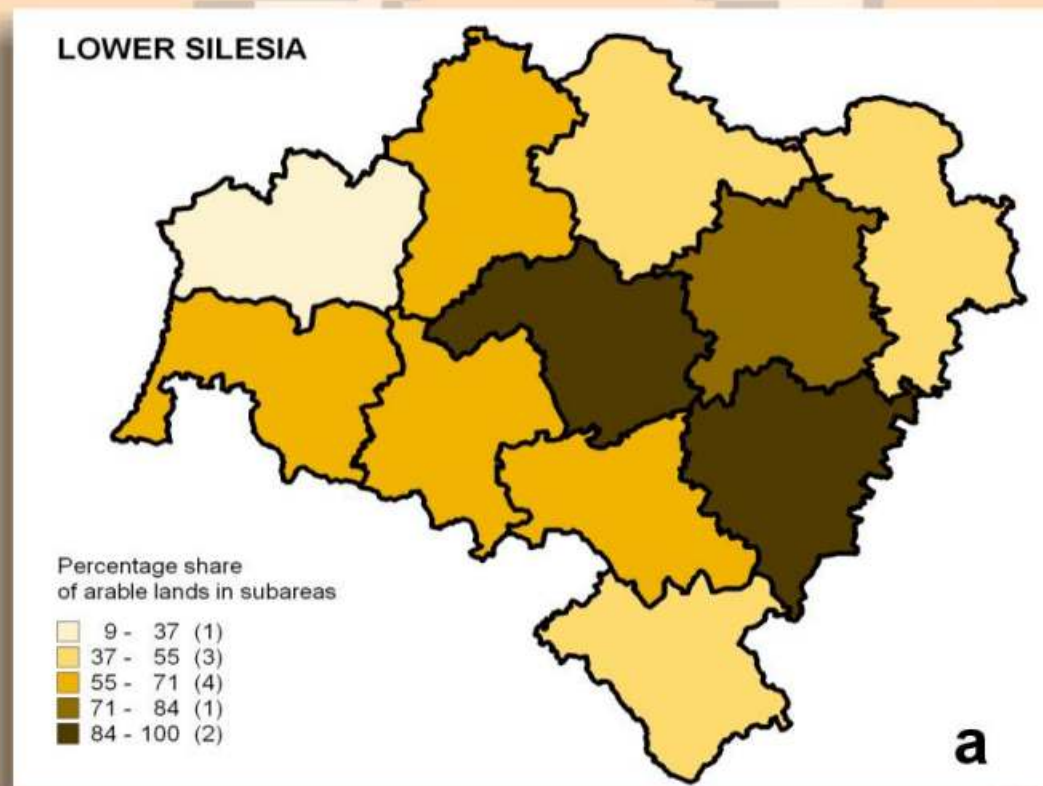 LOWER SILESIA
Percentage share
of arable lands in subareas
9 - 37 (1)
37 - 55 (3)
55 - 71 (4)
71 - 84 (1)
84 - 100 (2)
a